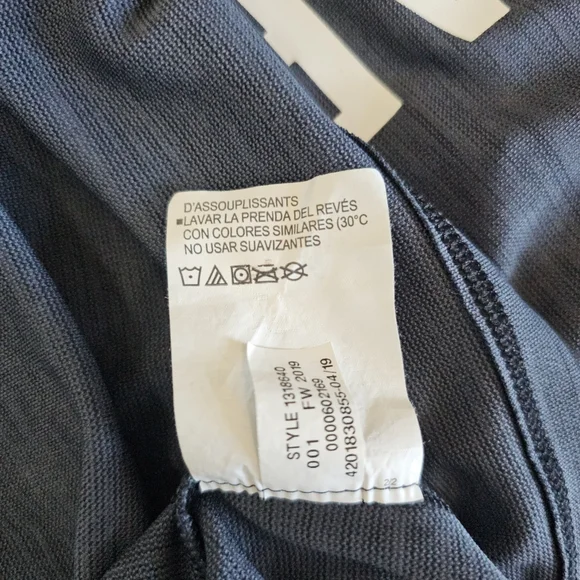 D'ASSOUPLISSANTS
▪LAVAR LA PRENDA DEL REVÉS
CON COLORES SIMILARES (30°C
NO USAR SUAVIZANTES
STYLE 1318640
001 FW 2019
0000602169
4201830855-04/19